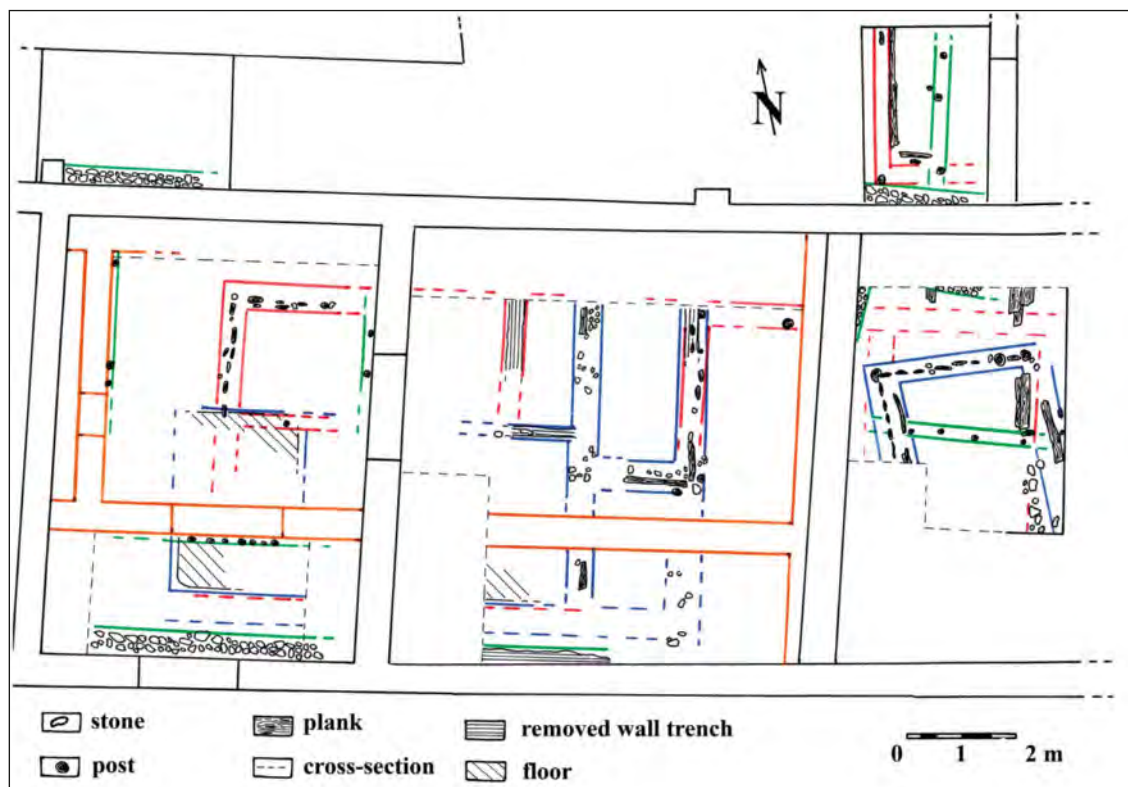 N
stone
plank
removed wall trench
post
cross-section
floor
0 1 2 m